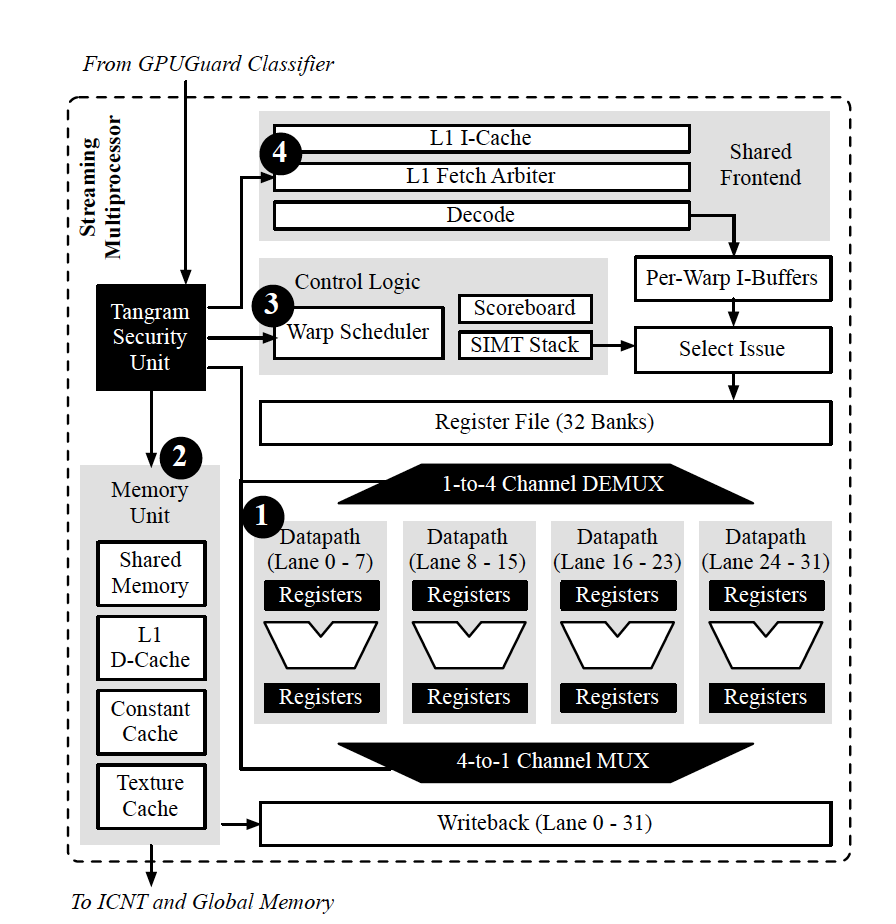 From GPUGuard Classifier
Streaming
Multiprocessor
4
L1 I-Cache
L1 Fetch Arbiter
Decode
Shared
Frontend
Per-Warp I-Buffers
Control Logic
3
Warp Scheduler
Scoreboard
SIMT Stack
Select Issue
Tangram
Security
Unit
Register File (32 Banks)
2
Memory
Unit
Shared
Memory
L1
D-Cache
Constant
Cache
Texture
Cache
1-to-4 Channel DEMUX
1
Datapath
(Lane 0 - 7)
Registers
Registers
Datapath
(Lane 8 - 15)
Registers
Registers
Datapath
(Lane 16 - 23)
Registers
Registers
Datapath
(Lane 24 - 31)
Registers
Registers
4-to-1 Channel MUX
Writeback (Lane 0 - 31)
To ICNT and Global Memory